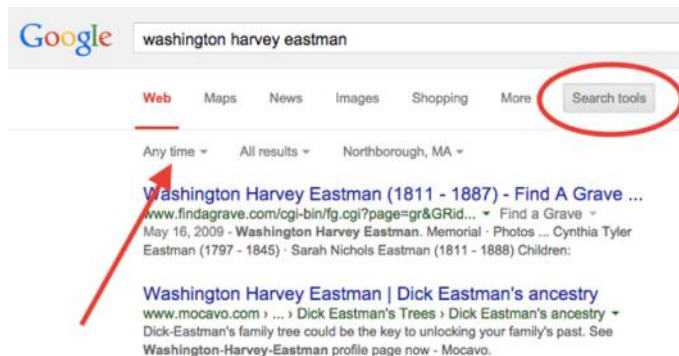 Google washington harvey eastman
Web Maps News Images Shopping More Search tools
Any time All results Northborough, MA
Washington Harvey Eastman (1811 - 1887) - Find A Grave ...
www.findagrave.com/cgi-bin/fg.cgi?page=gr&GRid... Find a Grave
May 16, 2009 - Washington Harvey Eastman. Memorial · Photos ... Cynthia Tyler
Eastman (1797 - 1845) · Sarah Nichols Eastman (1811 - 1888) Children:
Washington Harvey Eastman | Dick Eastman's ancestry
www.mocavo.com › ... › Dick Eastman's Trees › Dick Eastman's ancestry
Dick-Eastman's family tree could be the key to unlocking your family's past. See
Washington-Harvey-Eastman profile page now - Mocavo.